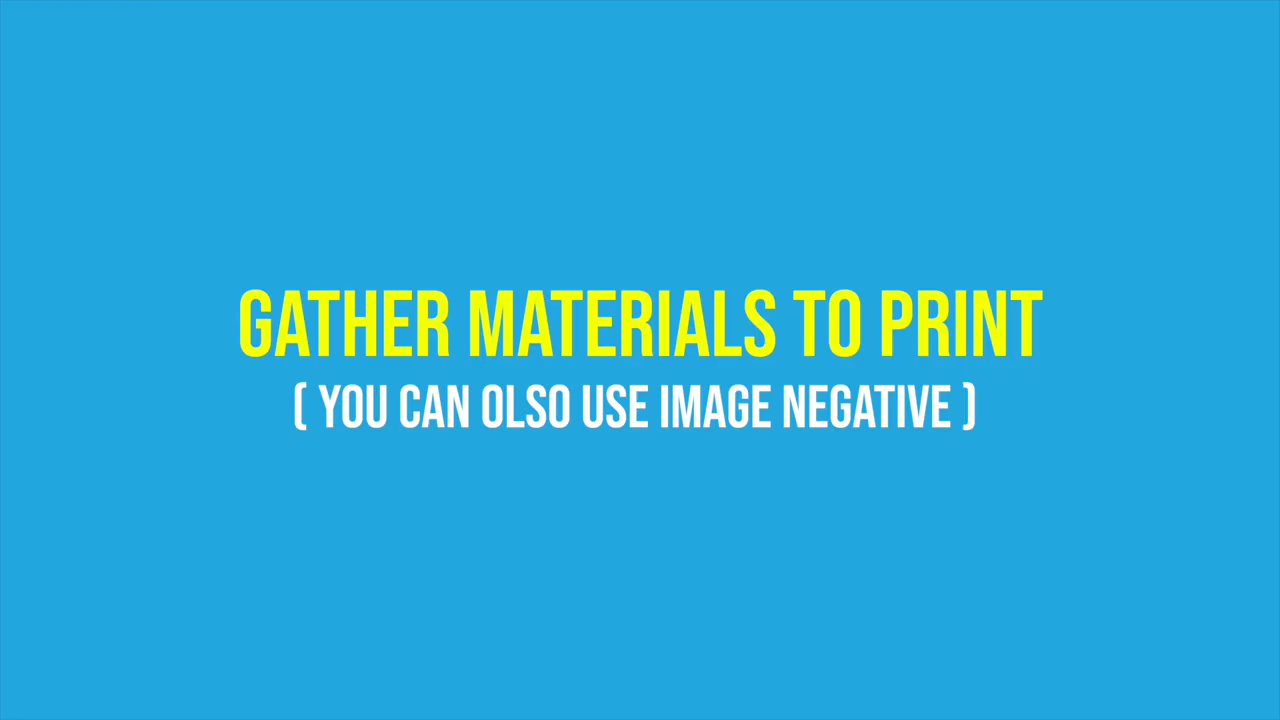 GATHER MATERIALS TO PRINT
( YOU CAN OLSO USE IMAGE NEGATIVE )